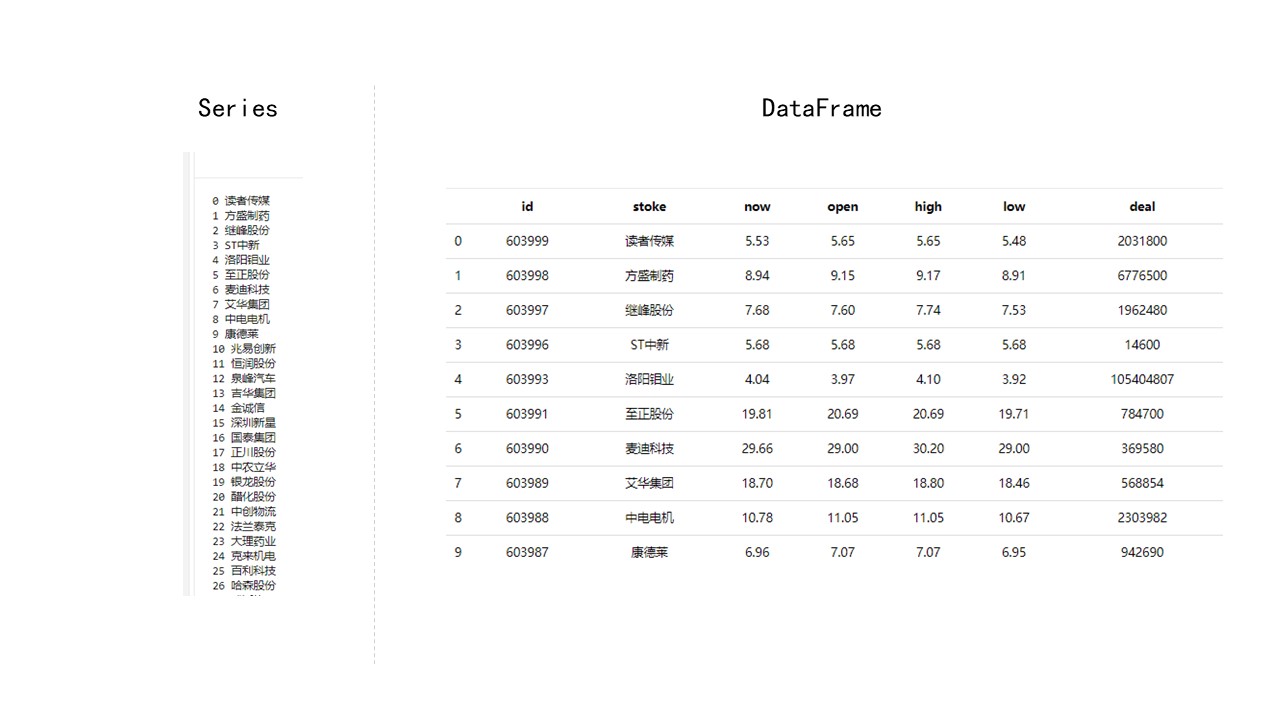 Series
0 读者传媒
1 方盛制药
2 继峰股份
3 ST中新
4 洛阳钼业
5 至正股份
6 麦迪科技
7 艾华集团
8 中电电机
9 康德莱
10 兆易创新
11 恒润股份
12 泉峰汽车
13 吉华集团
14 金诚信
15 深圳新星
16 国泰集团
17 正川股份
18 中农立华
19 银龙股份
20 醋化股份
21 中创物流
22 法兰泰克
23 大理药业
24 克来机电
25 百利科技
26 哈森股份
DataFrame
id stoke now open high low deal
0 603999 读者传媒 5.53 5.65 5.65 5.48 2031800
1 603998 方盛制药 8.94 9.15 9.17 8.91 6776500
2 603997 继峰股份 7.68 7.60 7.74 7.53 1962480
3 603996 ST中新 5.68 5.68 5.68 5.68 14600
4 603993 洛阳钼业 4.04 3.97 4.10 3.92 105404807
5 603991 至正股份 19.81 20.69 20.69 19.71 784700
6 603990 麦迪科技 29.66 29.00 30.20 29.00 369580
7 603989 艾华集团 18.70 18.68 18.80 18.46 568854
8 603988 中电电机 10.78 11.05 11.05 10.67 2303982
9 603987 康德莱 6.96 7.07 7.07 6.95 942690